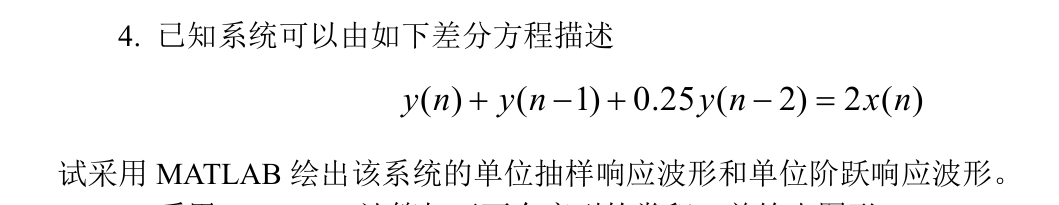 4. 已知系统可以由如下差分方程描述
y(n) + y(n − 1) + 0.25y(n − 2) = 2x(n)
试采用 MATLAB 绘出该系统的单位抽样响应波形和单位阶跃响应波形。